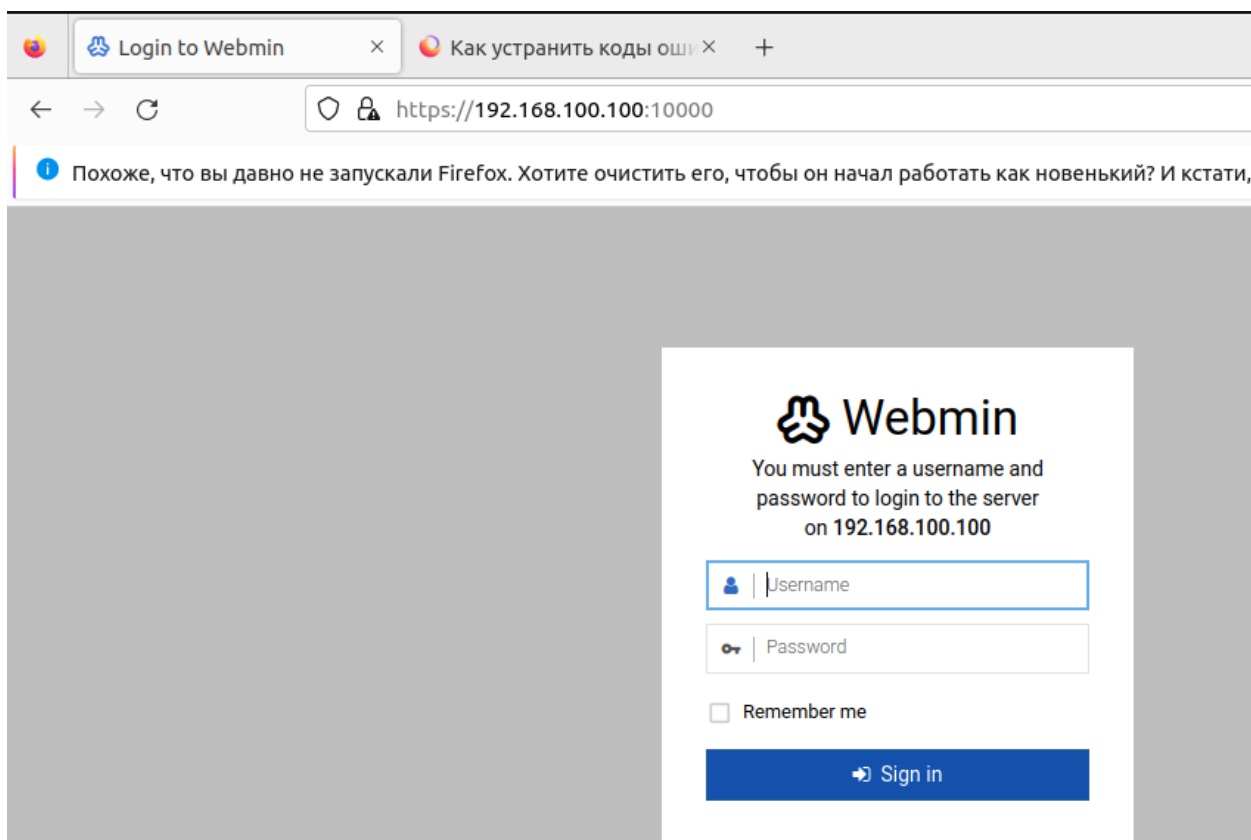 Login to Webmin
Как устранить коды оши
https://192.168.100.100:10000
Похоже, что вы давно не запускали Firefox. Хотите очистить его, чтобы он начал работать как новенький? И кстати,
Webmin
You must enter a username and
password to login to the server
on 192.168.100.100
Username
Password
Remember me
Sign in